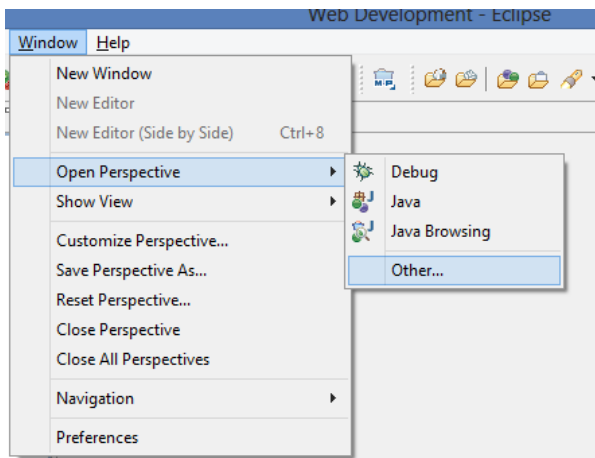 Web Development - Eclipse
Window Help
New Window
New Editor
New Editor (Side by Side) Ctrl+8
Open Perspective
Show View
Customize Perspective...
Save Perspective As...
Reset Perspective...
Close Perspective
Close All Perspectives
Navigation
Preferences
Debug
Java
Java Browsing
Other...